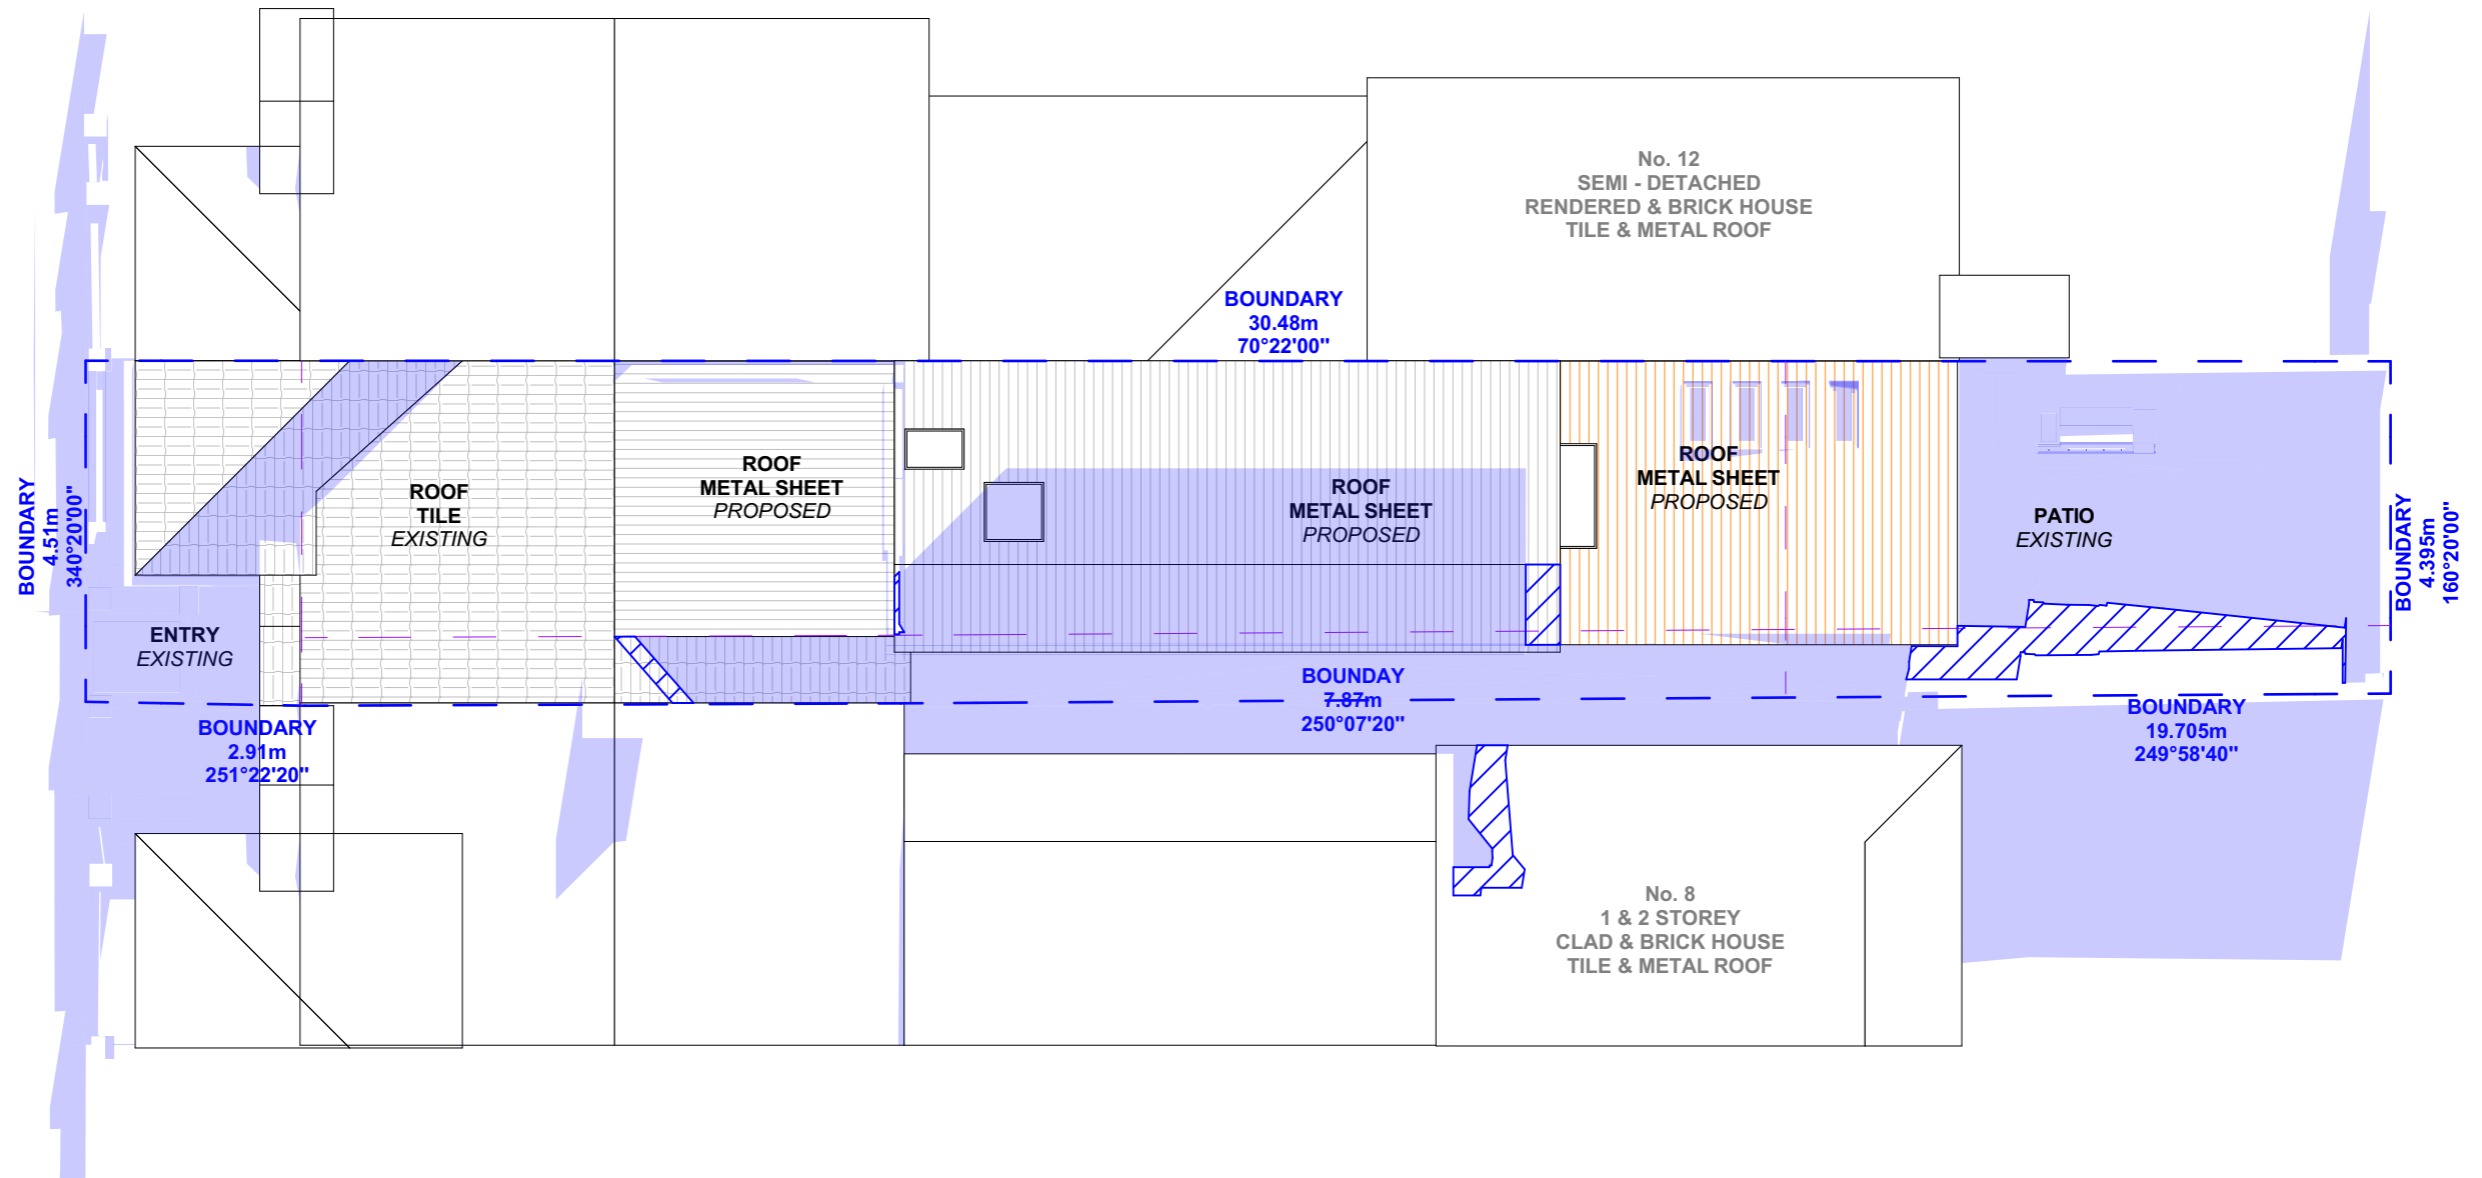 No. 12
SEMI - DETACHED
RENDERED & BRICK HOUSE
TILE & METAL ROOF
BOUNDARY
30.48m
70°22'00"
BOUNDARY
4.51m
340°20'00"
ROOF
TILE
EXISTING
ROOF
METAL SHEET
PROPOSED
ROOF
METAL SHEET
PROPOSED
ROOF
METAL SHEET
PROPOSED
PATIO
EXISTING
BOUNDARY
4.395m
160°20'00"
ENTRY
EXISTING
BOUNDARY
2.91m
251°22'20"
BOUNDAY
7.87m
250°07'20"
BOUNDARY
19.705m
249°58'40"
No. 8
1 & 2 STOREY
CLAD & BRICK HOUSE
TILE & METAL ROOF